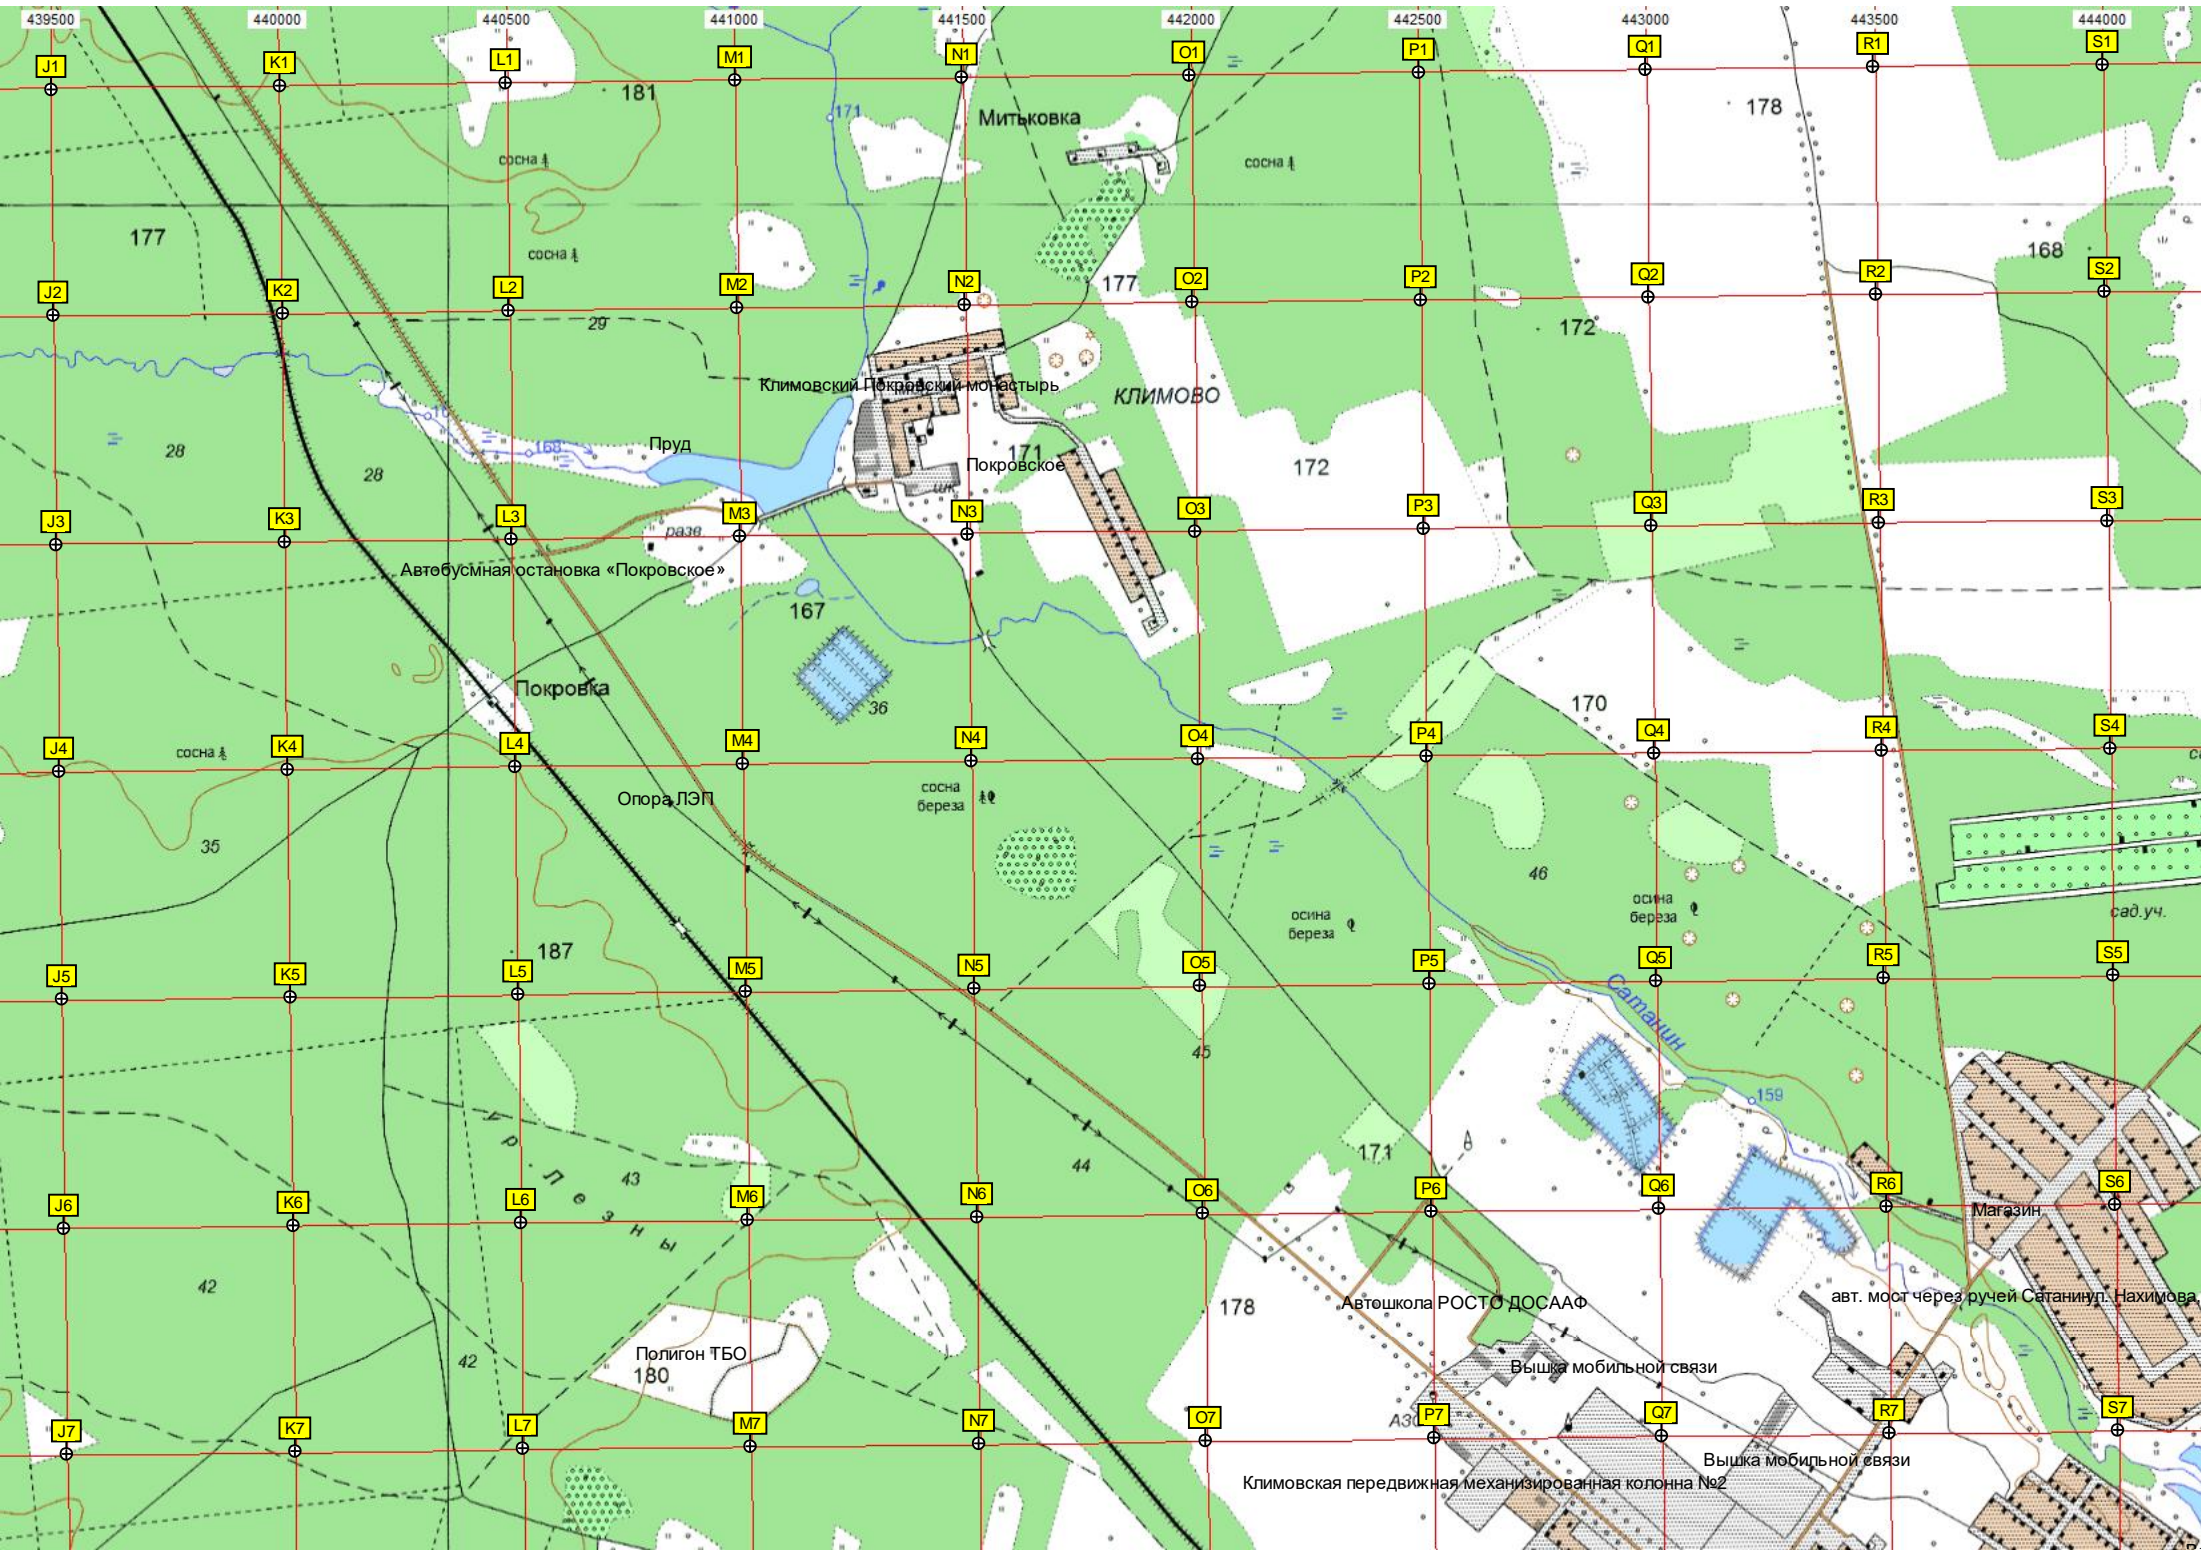 439500 440000 440500 441000 441500 442000 442500 443000 443500 444000
J1 K1 L1 M1 N1 O1 P1 Q1 R1 S1
181
171
Митьковка
178
сосна
сосна
177
сосна
168
177
J2 K2 L2 M2 N2 O2 P2 Q2 R2 S2
29
172
Климовский Покровский монастырь
КЛИМОВО
28
28
168
Пруд
171
Покровское
172
J3 K3 L3 M3 N3 O3 P3 Q3 R3 S3
разв.
Автобусмная остановка «Покровское»
167
Покровка
36
170
J4 K4 L4 M4 N4 O4 P4 Q4 R4 S4
сосна
Опора ЛЭП
сосна
береза
35
46
осина
береза
осина
береза
сад.уч.
187
J5 K5 L5 M5 N5 O5 P5 Q5 R5 S5
Сатанин
45
159
ур. Лезны
43
44
171
J6 K6 L6 M6 N6 O6 P6 Q6 R6 S6
Магазин
42
178
Автошкола РОСТО ДОСААФ
авт. мост через ручей Сатанинул. Нахимова,
42
Полигон ТБО
180
Вышка мобильной связи
J7 K7 L7 M7 N7 O7 P7 Q7 R7 S7
Вышка мобильной связи
Климовская передвижная механизированная колонна №2